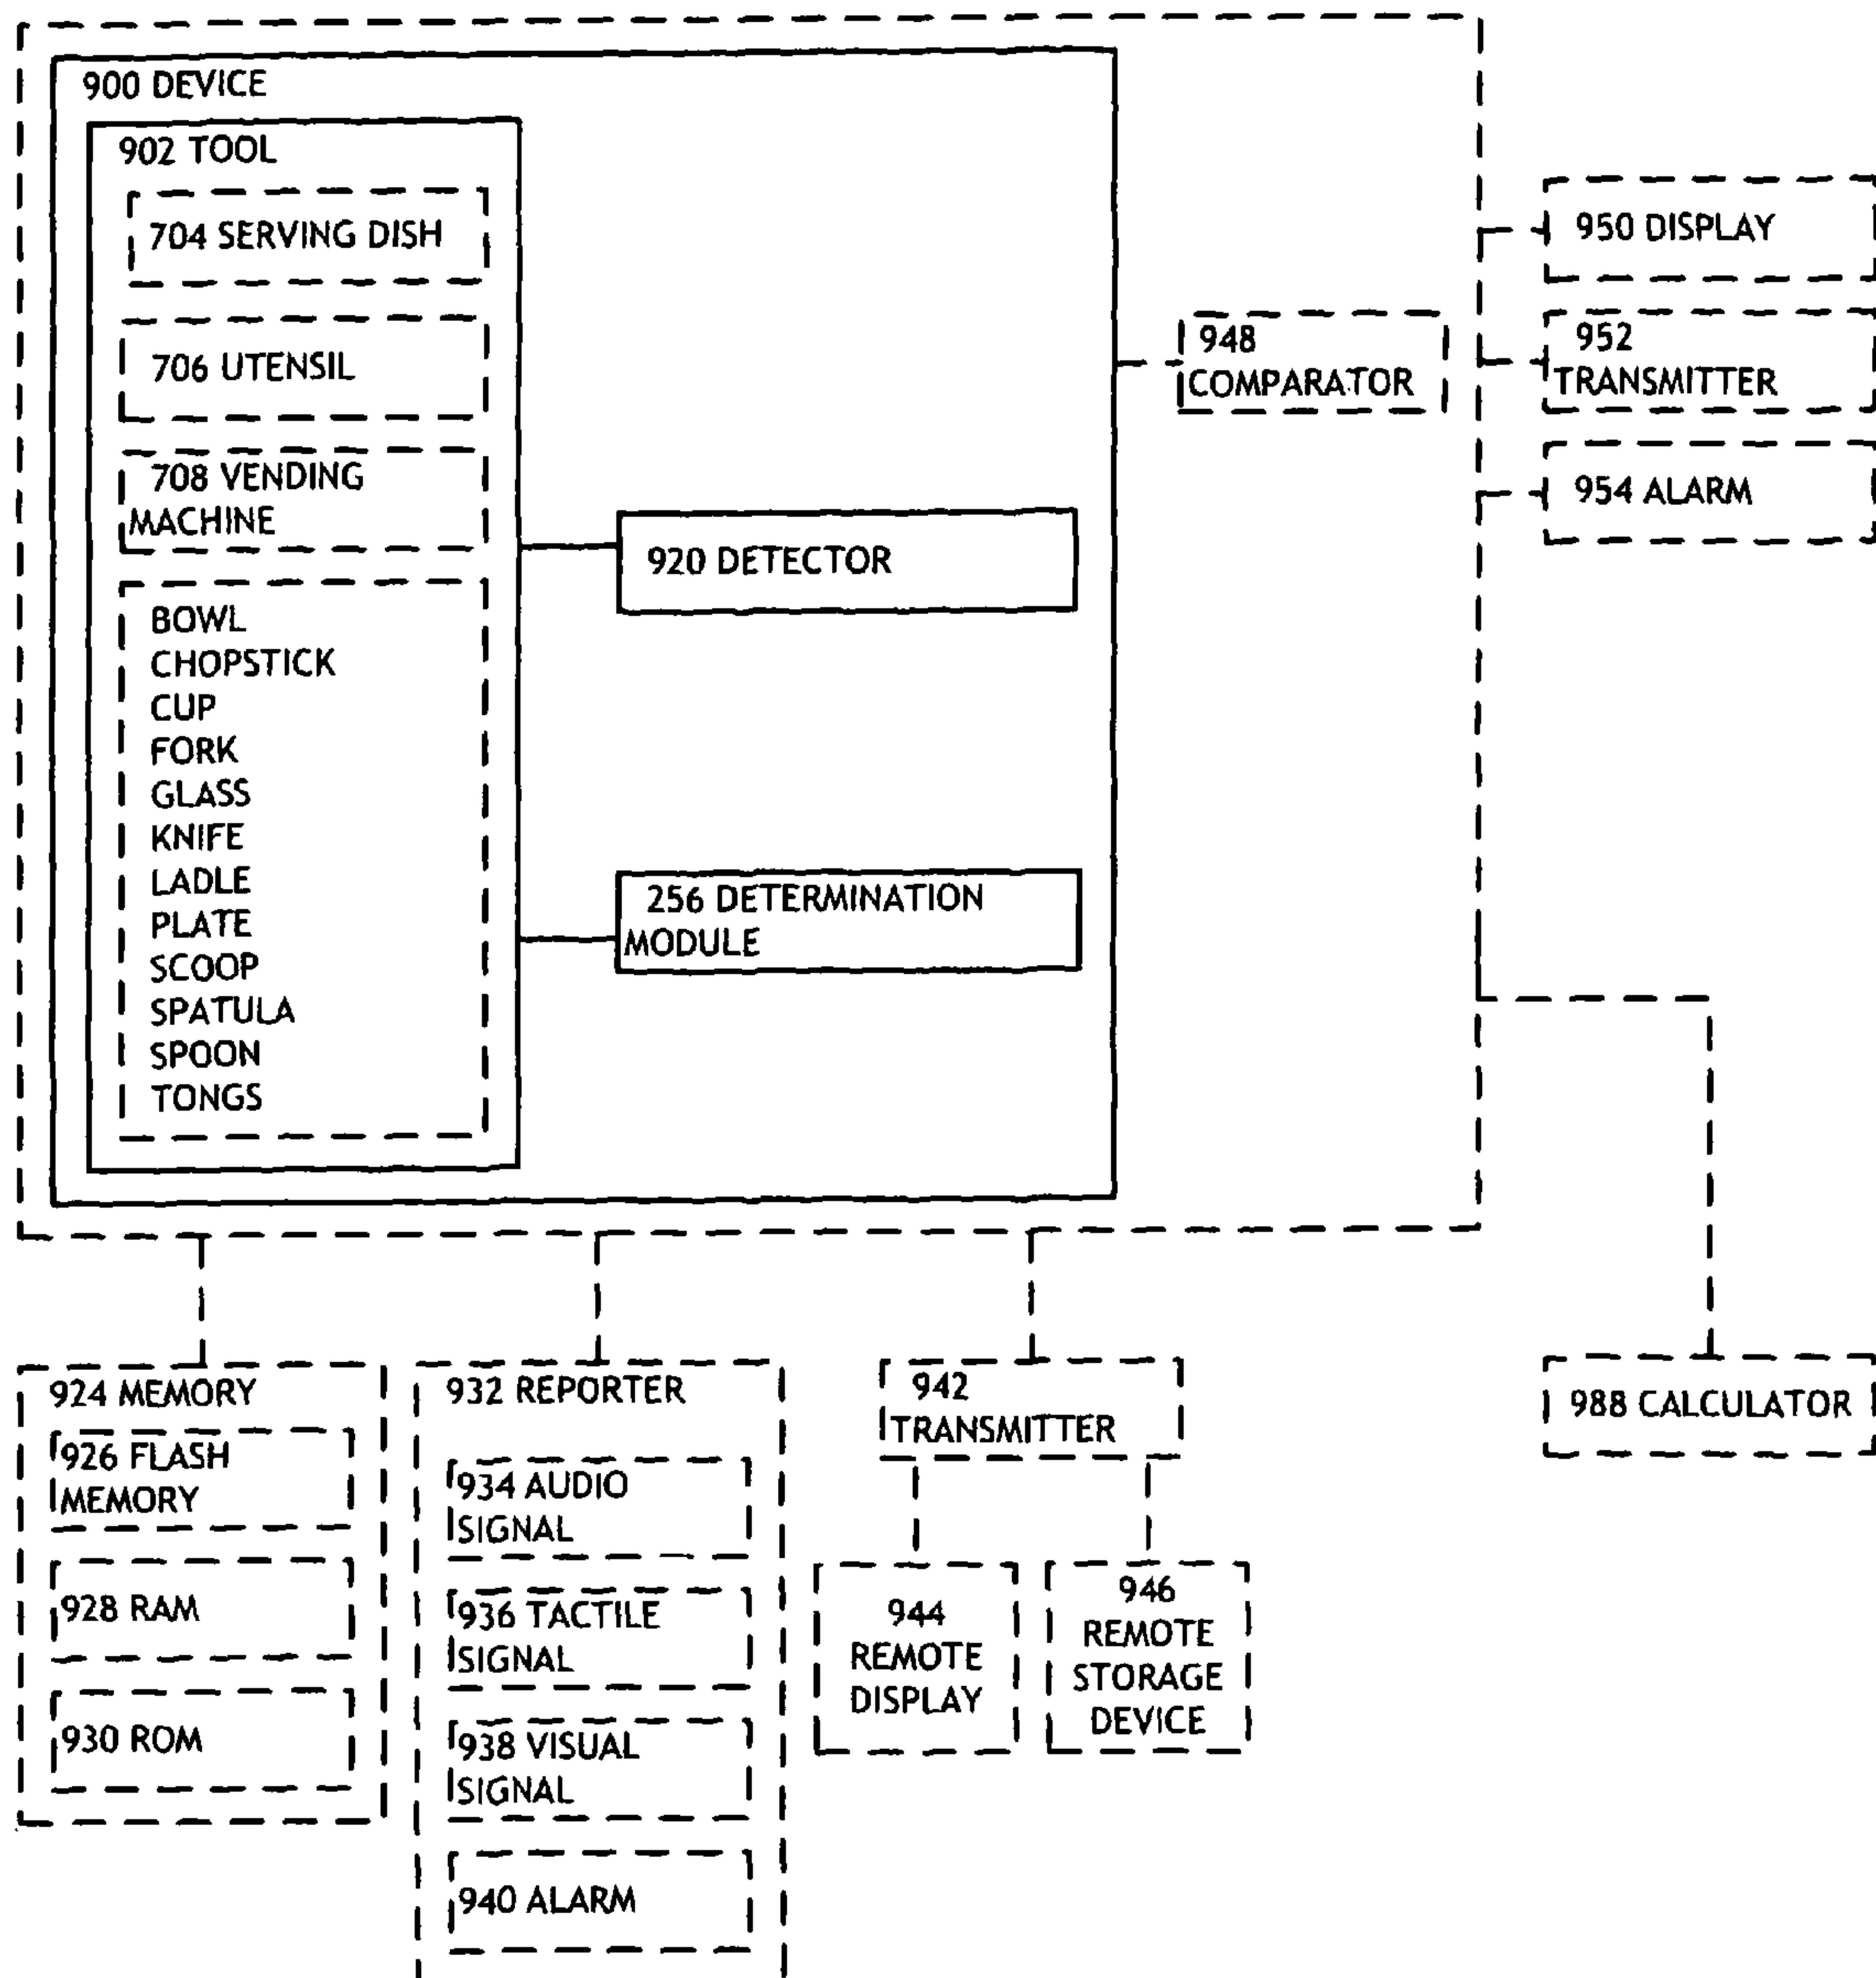 900 DEVICE
902 TOOL
704 SERVING DISH
706 UTENSIL
708 VENDING
MACHINE
BOWL
CHOPSTICK
CUP
FORK
GLASS
KNIFE
LADLE
PLATE
SCOOP
SPATULA
SPOON
TONGS
920 DETECTOR
256 DETERMINATION
MODULE
948
COMPARATOR
950 DISPLAY
952
TRANSMITTER
954 ALARM
924 MEMORY
926 FLASH
MEMORY
928 RAM
930 ROM
932 REPORTER
934 AUDIO
SIGNAL
936 TACTILE
SIGNAL
938 VISUAL
SIGNAL
940 ALARM
942
TRANSMITTER
944
REMOTE
DISPLAY
946
REMOTE
STORAGE
DEVICE
988 CALCULATOR